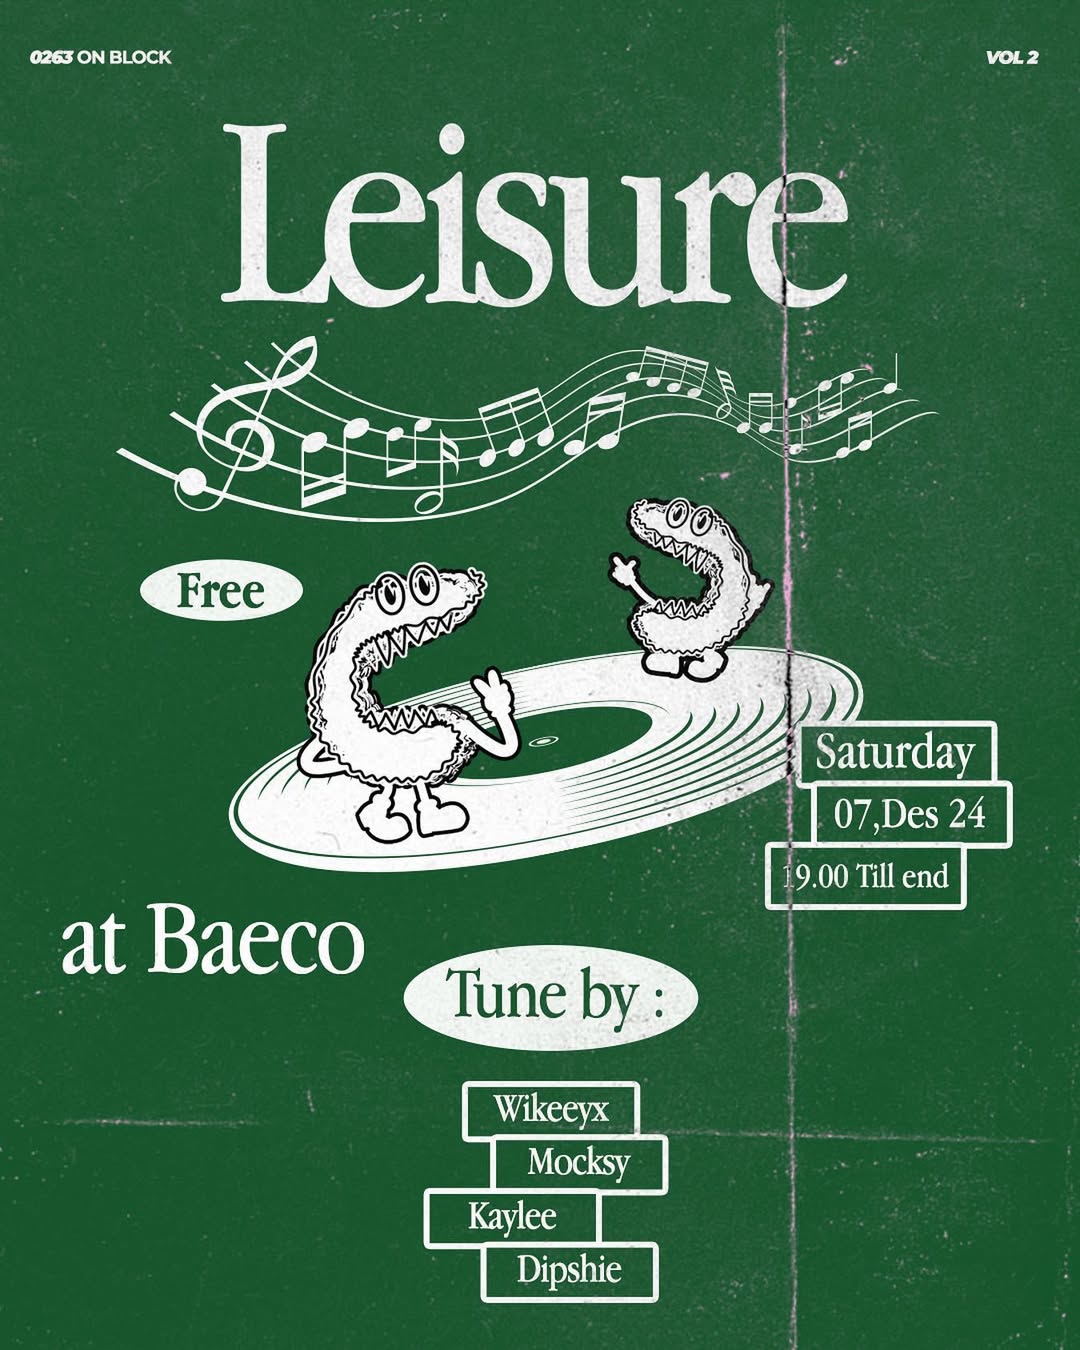 0263 ON BLOCK
VOL 2
Leisure
Free
Saturday
07,Des 24
19.00 Till end
at Baeco
Tune by :
Wikeeyx
Mocksy
Kaylee
Dipshie